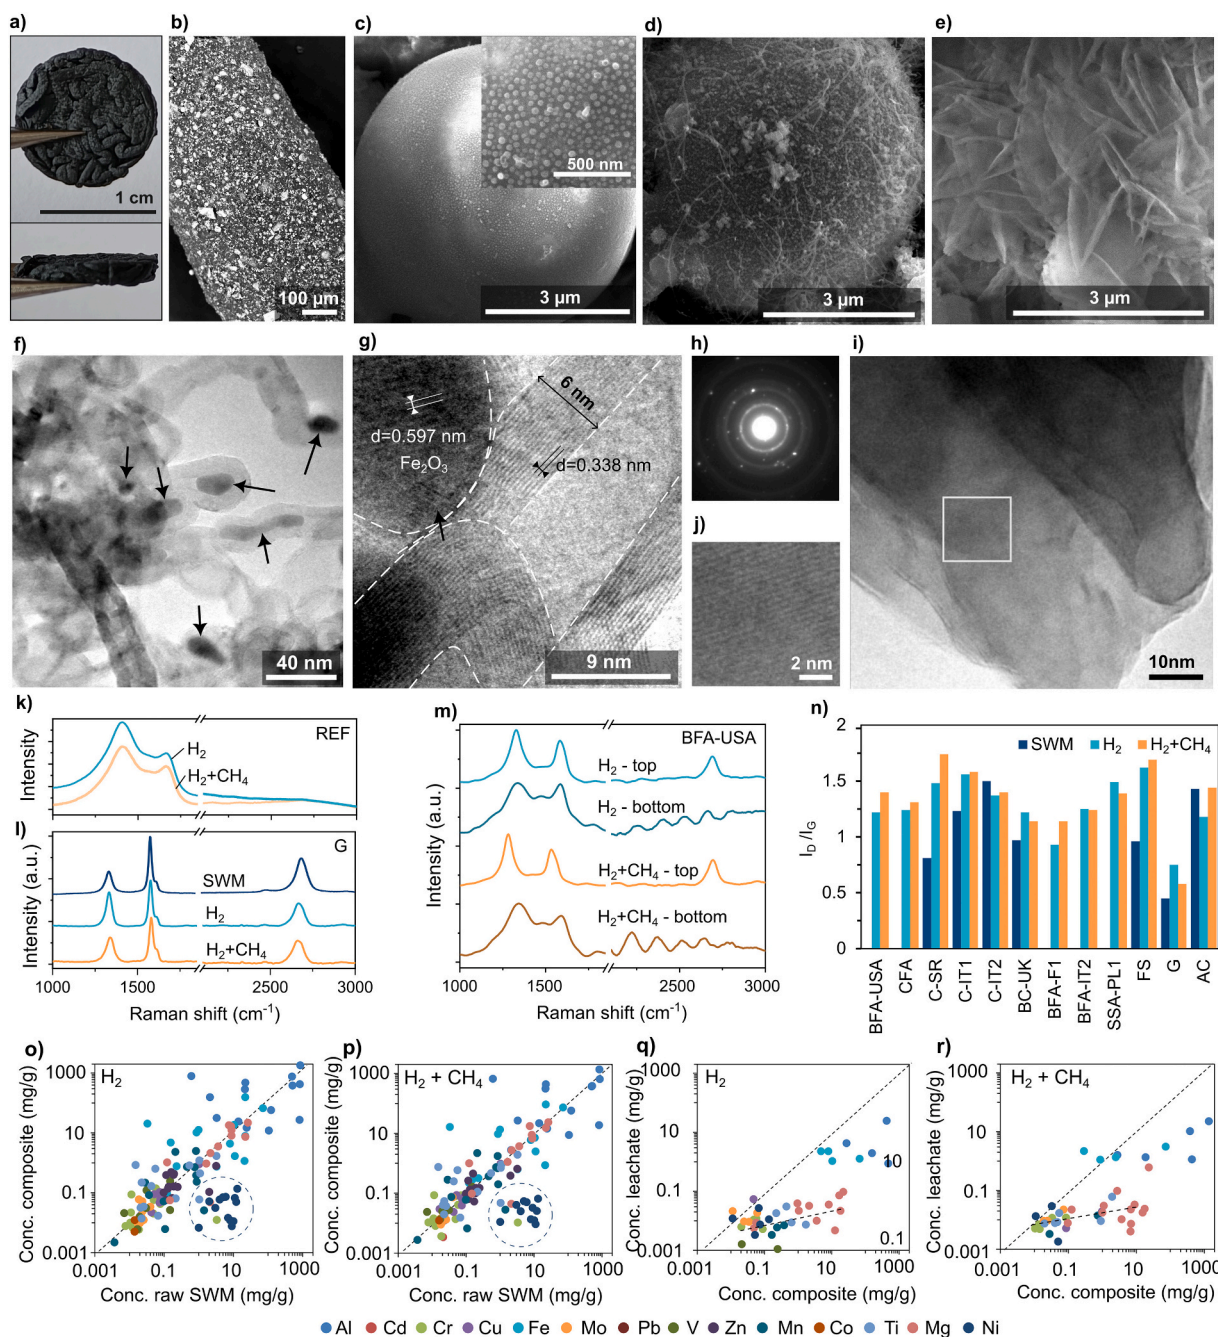 a)
1 cm
b)
100 μm
c)
500 nm
3 μm
d)
3 μm
e)
3 μm
f)
40 nm
g)
6 nm
d=0.597 nm
Fe₂O₃
d=0.338 nm
9 nm
h)
j)
2 nm
i)
10nm
k)
Intensity
REF
H₂
H₂+CH₄
l)
Intensity (a.u.)
G
SWM
H₂
H₂+CH₄
1000 1500 2500 3000
Raman shift (cm⁻¹)
m)
Intensity (a.u.)
BFA-USA
H₂ - top
H₂ - bottom
H₂+CH₄ - top
H₂+CH₄ - bottom
1000 1500 2500 3000
Raman shift (cm⁻¹)
n)
I_D/I_G
2
1.5
1
0.5
0
SWM H₂ H₂+CH₄
BFA-USA
CFA
C-SR
C-IT1
C-IT2
BC-UK
BFA-F1
BFA-IT2
SSA-PL1
FS
G
AC
o)
H₂
Conc. composite (mg/g)
1000
10
0.1
0.001
0.001 0.1 10 1000
Conc. raw SWM (mg/g)
p)
H₂ + CH₄
Conc. composite (mg/g)
1000
10
0.1
0.001
0.001 0.1 10 1000
Conc. raw SWM (mg/g)
q)
H₂
Conc. leachate (mg/g)
1000
10
0.1
0.001
10
0.1
0.001 0.1 10 1000
Conc. composite (mg/g)
r)
H₂ + CH₄
Conc. leachate (mg/g)
1000
10
0.1
0.001
0.001 0.1 10 1000
Conc. composite (mg/g)
Al Cd Cr Cu Fe Mo Pb V Zn Mn Co Ti Mg Ni